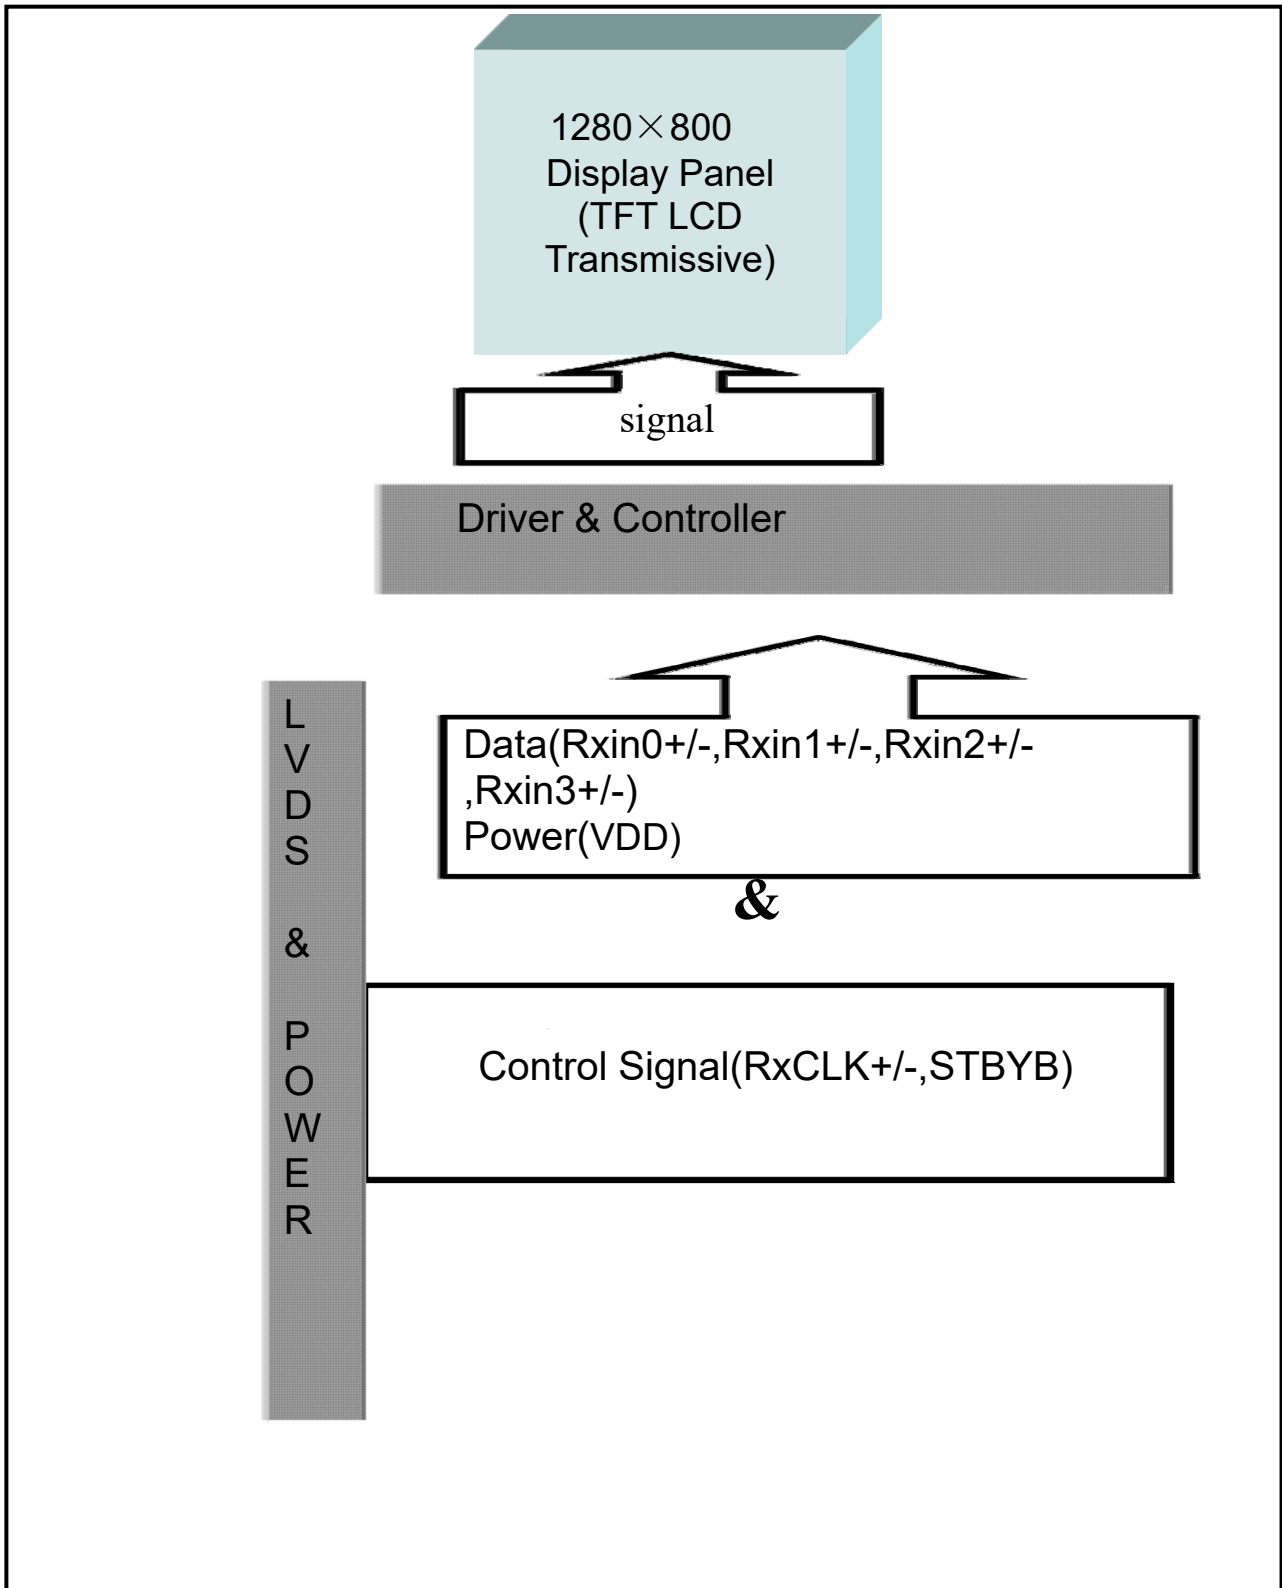 1280×800
Display Panel
(TFT LCD
Transmissive)
signal
Driver & Controller
L
V
D
S
&
P
O
W
E
R
Data(Rxin0+/-,Rxin1+/-,Rxin2+/-
,Rxin3+/-)
Power(VDD)
&
Control Signal(RxCLK+/-,STBYB)